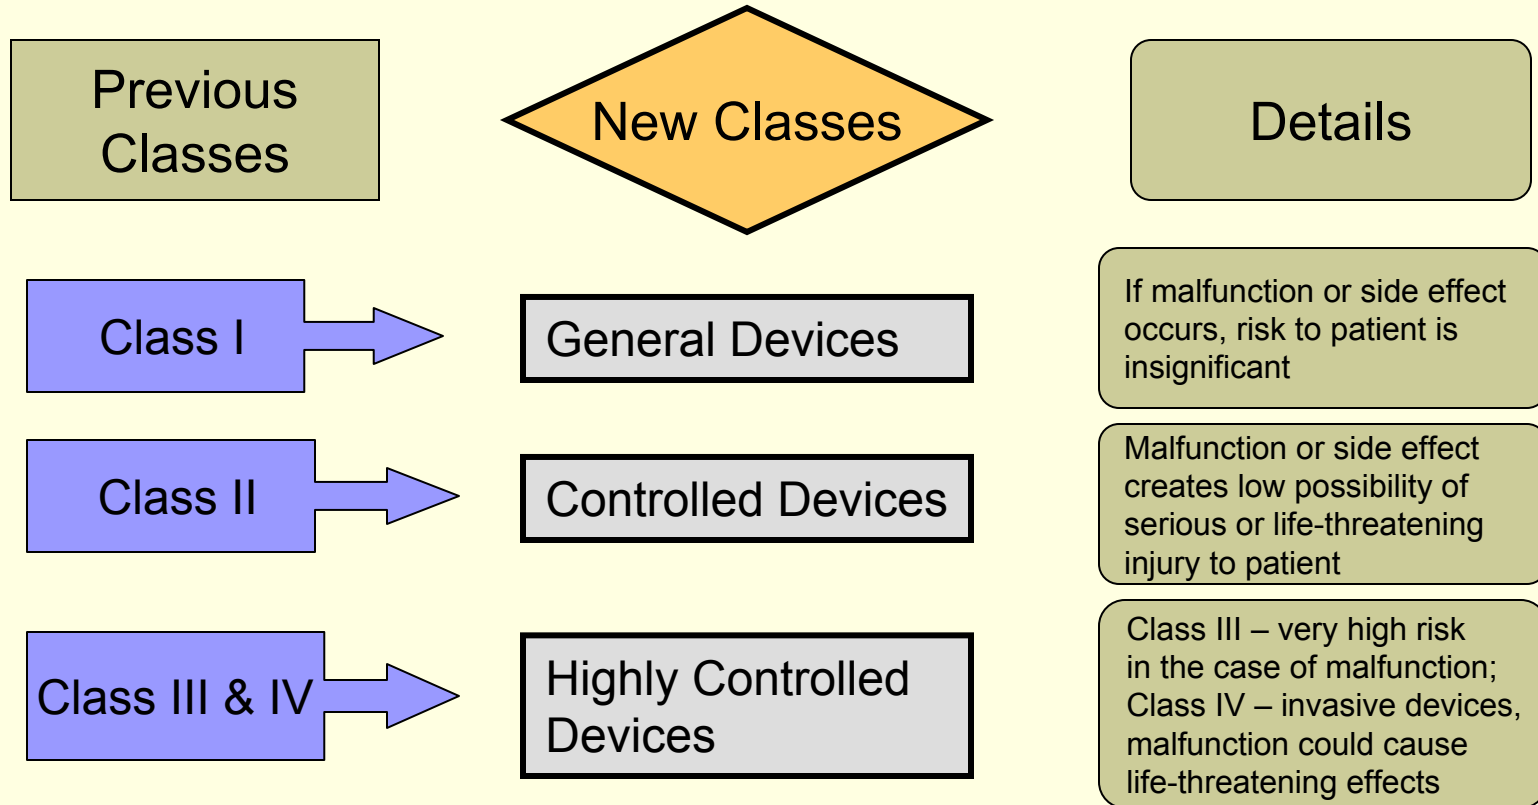 Previous
Classes
New Classes
Details
Class I
General Devices
If malfunction or side effect
occurs, risk to patient is
insignificant
Class II
Controlled Devices
Malfunction or side effect
creates low possibility of
serious or life-threatening
injury to patient
Class III & IV
Highly Controlled
Devices
Class III – very high risk
in the case of malfunction;
Class IV – invasive devices,
malfunction could cause
life-threatening effects